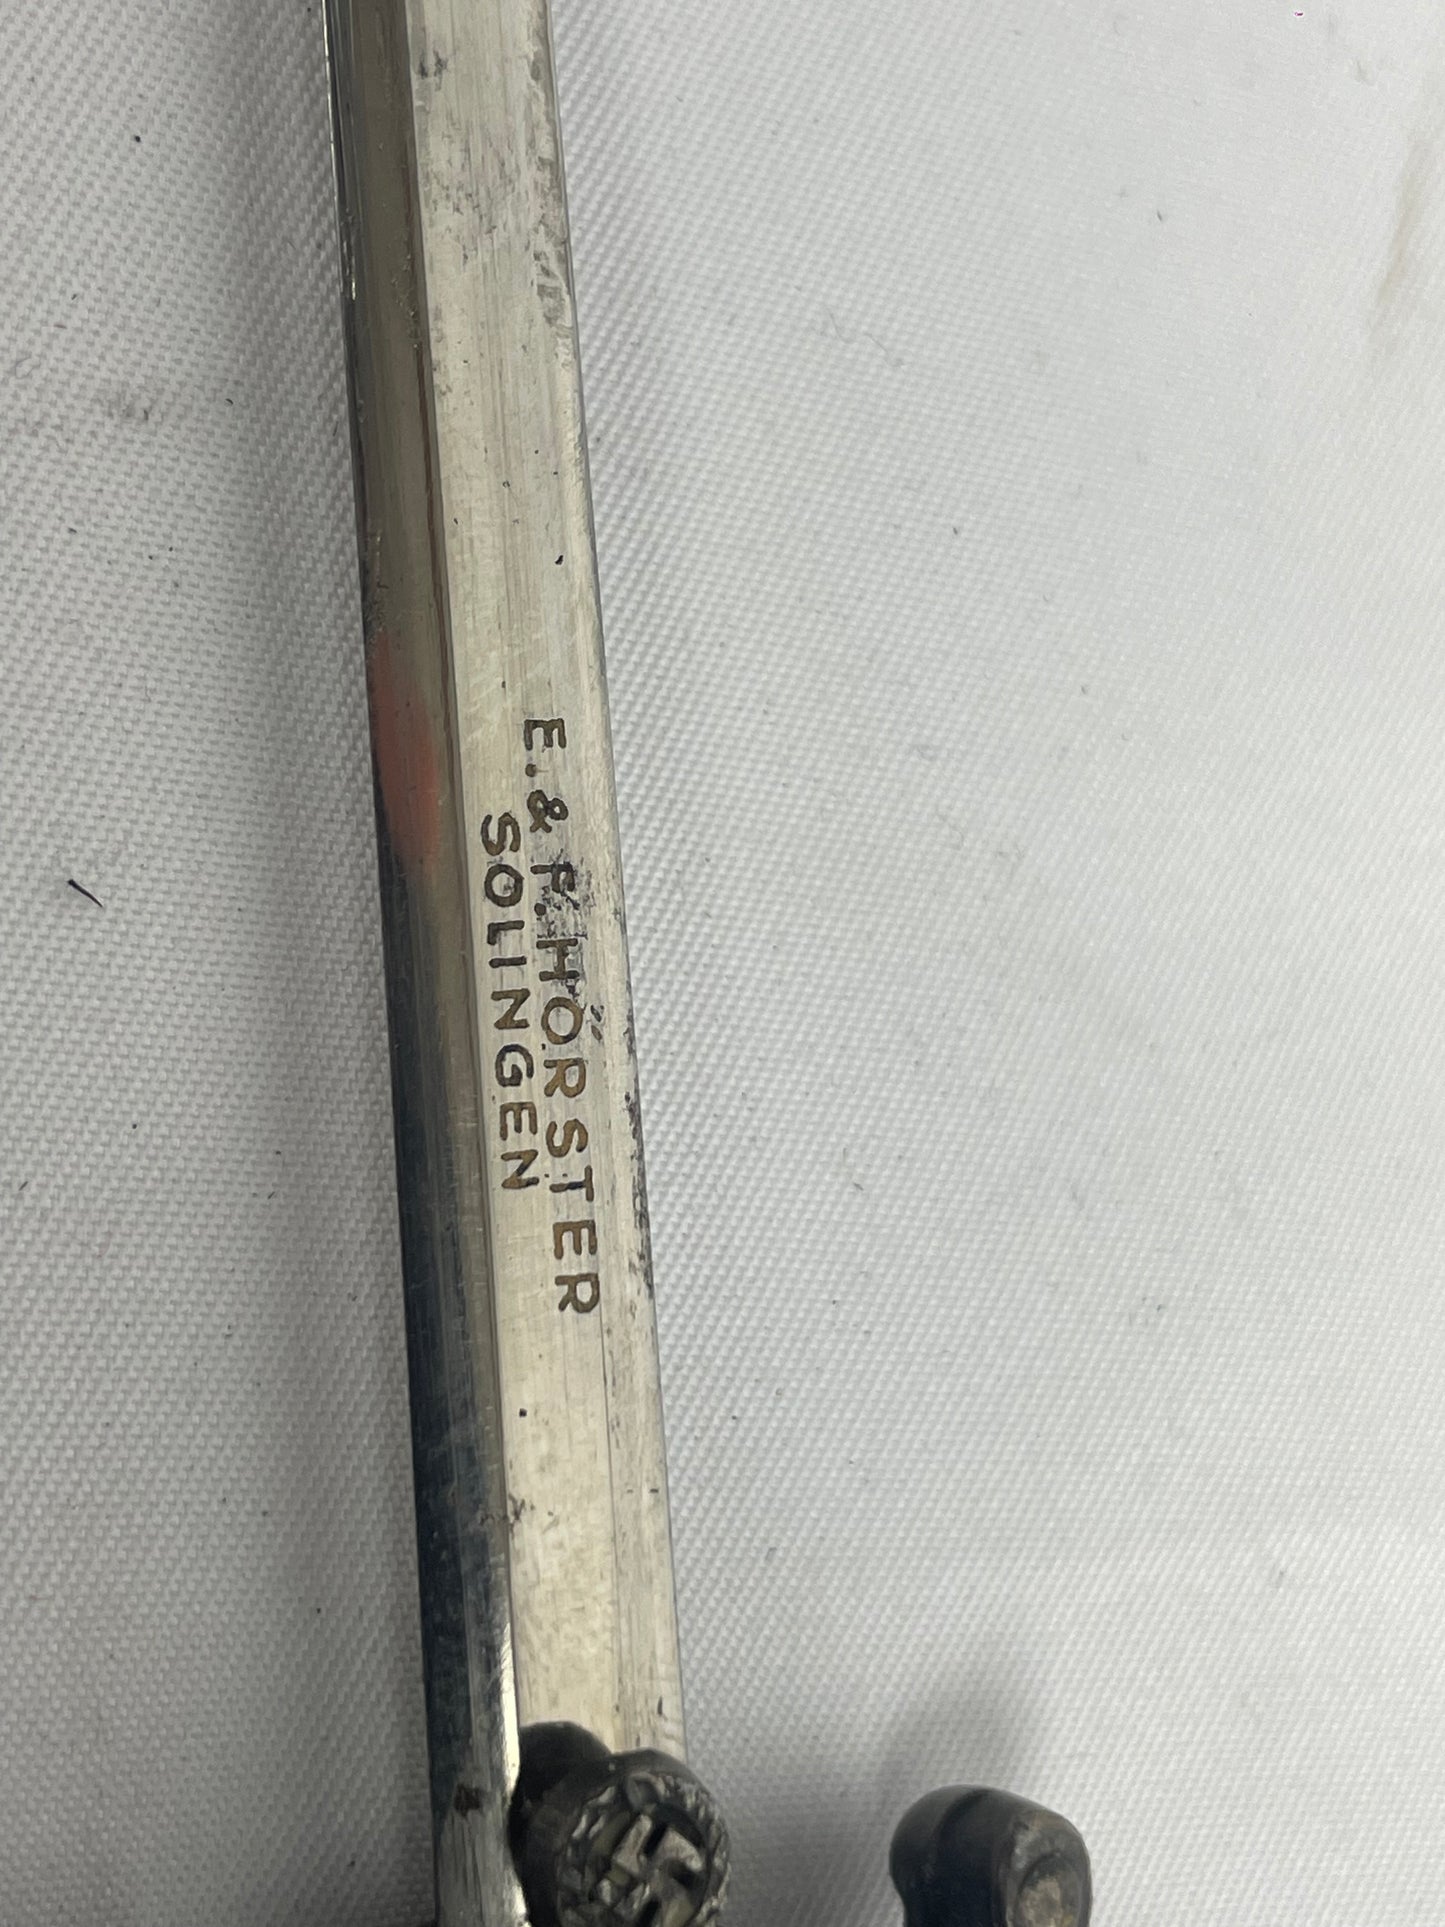 E. & F. HÖRSTER
SOLINGEN